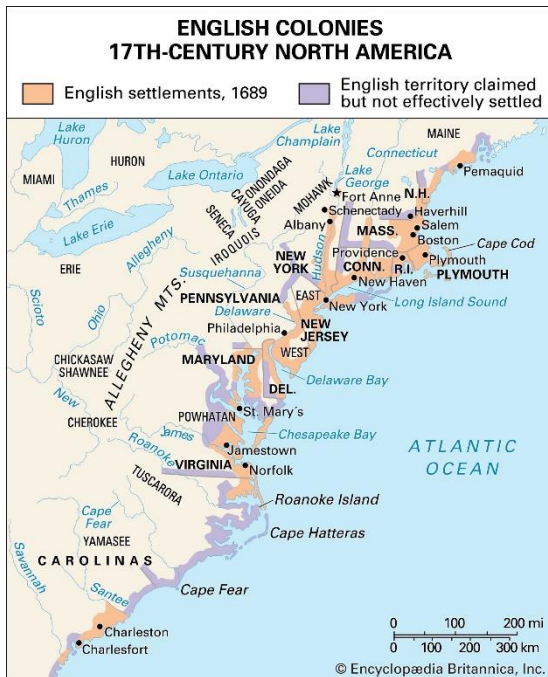 ENGLISH COLONIES
17TH-CENTURY NORTH AMERICA
English settlements, 1689
English territory claimed
but not effectively settled
Lake
Huron
HURON
MIAMI
Thames
Lake Ontario
Lake Erie
ERIE
Lake
Champlain
Lake
George
Connecticut
MAINE
Pemaquid
ONONDAGA
CAYUGA
ONEIDA
SENECA
MOHAWK
IROQUOIS
Fort Anne
N.H.
Schenectady
Haverhill
Albany
MASS.
Salem
Boston
Cape Cod
Providence
Plymouth
Hudson
CONN.
R.I.
PLYMOUTH
New Haven
NEW
YORK
Allegheny
Susquehanna
Long Island Sound
PENNSYLVANIA
EAST
New York
Delaware
NEW
JERSEY
Philadelphia
WEST
Scioto
Ohio
ALLEGHENY MTS.
Potomac
MARYLAND
DEL.
Delaware Bay
CHICKASAW
SHAWNEE
New
POWHATAN
St. Mary's
CHEROKEE
James
Chesapeake Bay
Roanoke
Jamestown
VIRGINIA
Norfolk
ATLANTIC
OCEAN
TUSCARORA
Roanoke Island
Cape
Fear
Cape Hatteras
YAMASEE
CAROLINAS
Savannah
Santee
Cape Fear
Charleston
Charlesfort
0 100 200 mi
0 100 200 300 km
© Encyclopædia Britannica, Inc.